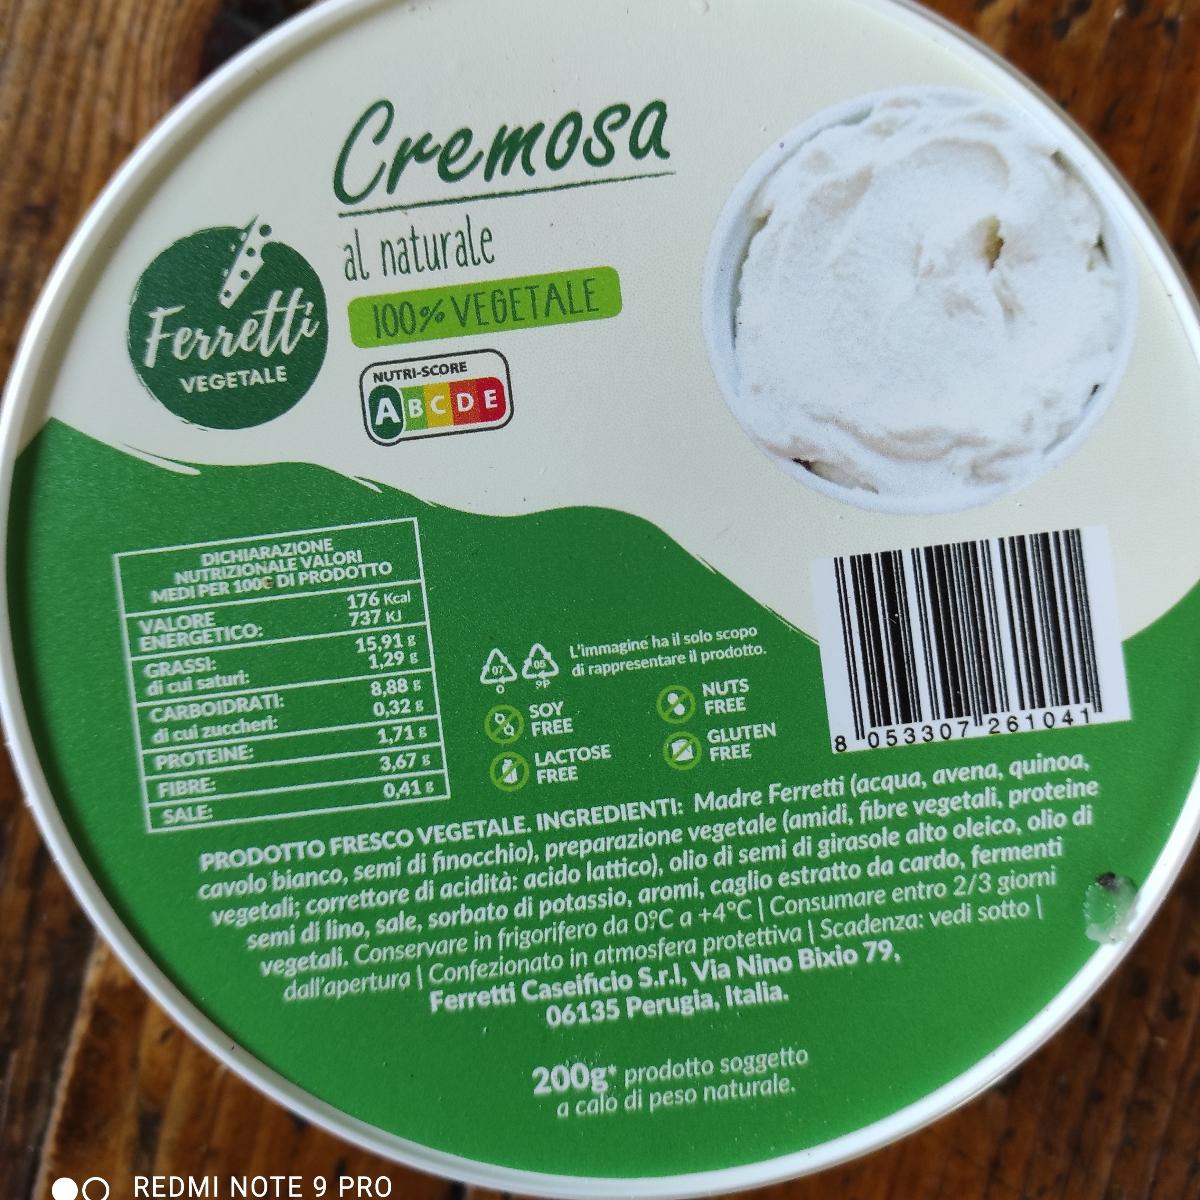 Cremosa
al naturale
100% VEGETALE
Ferretti
VEGETALE
NUTRI-SCORE
A B C D E
DICHIARAZIONE
NUTRIZIONALE VALORI
MEDI PER 100G DI PRODOTTO
VALORE
ENERGETICO:
176 Kcal
737 KJ
GRASSI: 15,91 g
di cui saturi: 1,29 g
CARBOIDRATI: 8,88 g
di cui zuccheri: 0,32 g
PROTEINE: 1,71 g
FIBRE: 3,67 g
SALE: 0,41 g
07
O
05
PP
L'immagine ha il solo scopo
di rappresentare il prodotto.
SOY
FREE
NUTS
FREE
LACTOSE
FREE
GLUTEN
FREE
8 053307 261041
PRODOTTO FRESCO VEGETALE. INGREDIENTI: Madre Ferretti (acqua, avena, quinoa,
cavolo bianco, semi di finocchio), preparazione vegetale (amidi, fibre vegetali, proteine
vegetali; correttore di acidità: acido lattico), olio di semi di girasole alto oleico, olio di
semi di lino, sale, sorbato di potassio, aromi, caglio estratto da cardo, fermenti
vegetali. Conservare in frigorifero da 0°C a +4°C | Consumare entro 2/3 giorni
dall'apertura | Confezionato in atmosfera protettiva | Scadenza: vedi sotto |
Ferretti Caseificio S.r.l, Via Nino Bixio 79,
06135 Perugia, Italia.
200g* prodotto soggetto
a calo di peso naturale.
REDMI NOTE 9 PRO